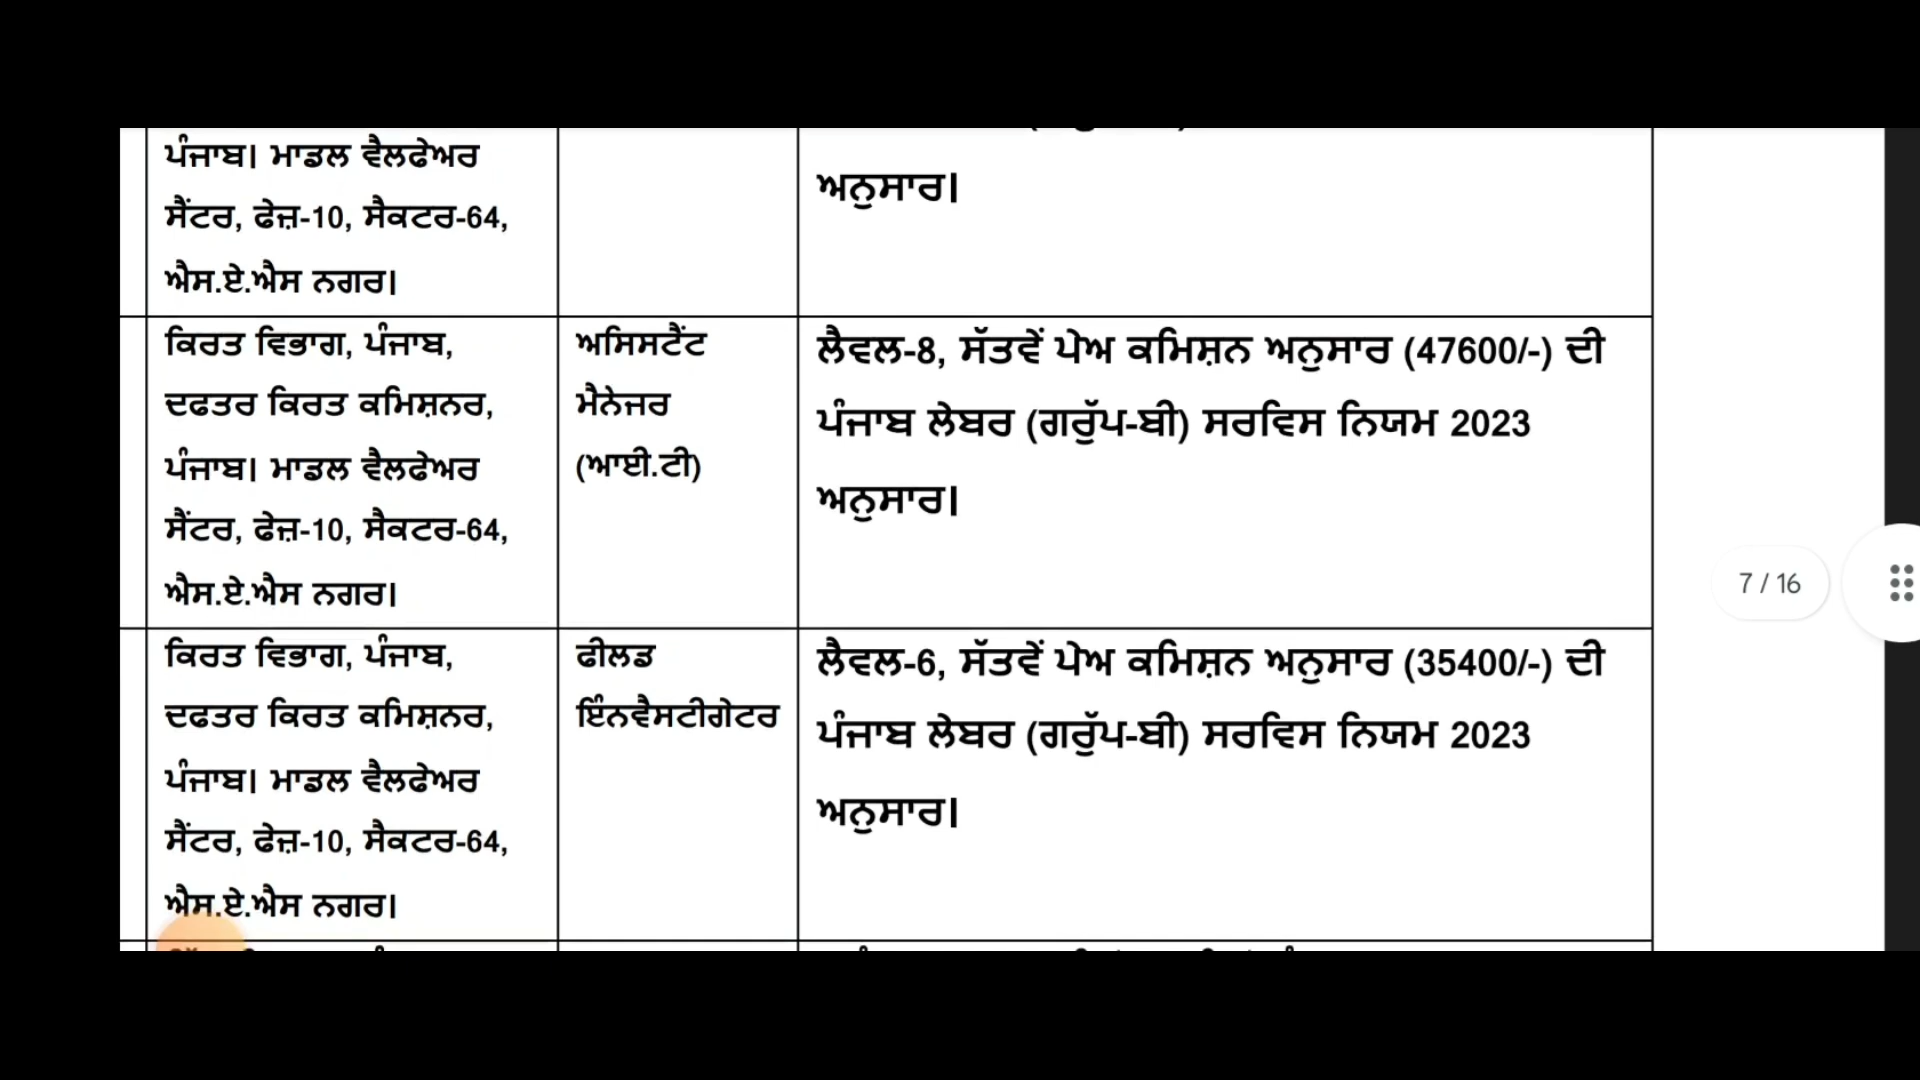 ਪੰਜਾਬ। ਮਾਡਲ ਵੈਲਫੇਅਰ
ਸੈਂਟਰ, ਫੇਜ਼-10, ਸੈਕਟਰ-64,
ਐਸ.ਏ.ਐਸ ਨਗਰ।
ਅਨੁਸਾਰ।
ਕਿਰਤ ਵਿਭਾਗ, ਪੰਜਾਬ,
ਦਫਤਰ ਕਿਰਤ ਕਮਿਸ਼ਨਰ,
ਪੰਜਾਬ। ਮਾਡਲ ਵੈਲਫੇਅਰ
ਸੈਂਟਰ, ਫੇਜ਼-10, ਸੈਕਟਰ-64,
ਐਸ.ਏ.ਐਸ ਨਗਰ।
ਅਸਿਸਟੈਂਟ
ਮੈਨੇਜਰ
(ਆਈ.ਟੀ)
ਲੈਵਲ-8, ਸੱਤਵੇਂ ਪੇਅ ਕਮਿਸ਼ਨ ਅਨੁਸਾਰ (47600/-) ਦੀ
ਪੰਜਾਬ ਲੇਬਰ (ਗਰੁੱਪ-ਬੀ) ਸਰਵਿਸ ਨਿਯਮ 2023
ਅਨੁਸਾਰ।
7 / 16
ਕਿਰਤ ਵਿਭਾਗ, ਪੰਜਾਬ,
ਦਫਤਰ ਕਿਰਤ ਕਮਿਸ਼ਨਰ,
ਪੰਜਾਬ। ਮਾਡਲ ਵੈਲਫੇਅਰ
ਸੈਂਟਰ, ਫੇਜ਼-10, ਸੈਕਟਰ-64,
ਐਸ.ਏ.ਐਸ ਨਗਰ।
ਫੀਲਡ
ਇੰਨਵੈਸਟੀਗੇਟਰ
ਲੈਵਲ-6, ਸੱਤਵੇਂ ਪੇਅ ਕਮਿਸ਼ਨ ਅਨੁਸਾਰ (35400/-) ਦੀ
ਪੰਜਾਬ ਲੇਬਰ (ਗਰੁੱਪ-ਬੀ) ਸਰਵਿਸ ਨਿਯਮ 2023
ਅਨੁਸਾਰ।